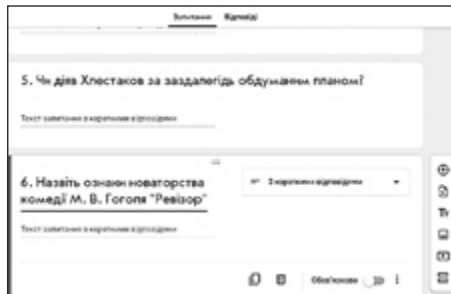 Запитання Відповіді
5. Чи діяв Хлестаков за заздалегідь обдуманим планом?
Текст запитання з короткими відповідями
6. Назвіть ознаки новаторства
З короткими відповідями
комедії М. В. Гоголя "Ревізор"
Текст запитання з короткими відповідями
Обов'язкове
Tr